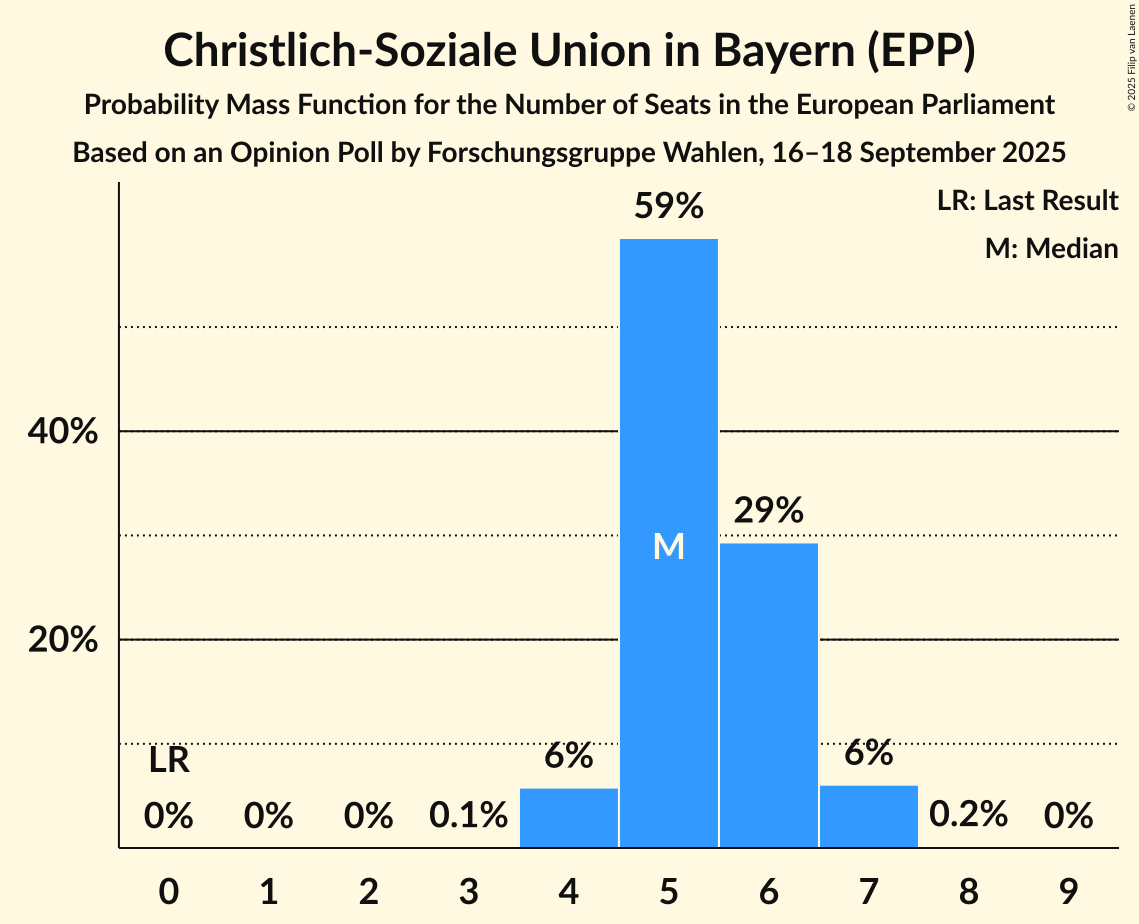 Christlich-Soziale Union in Bayern (EPP)
Probability Mass Function for the Number of Seats in the European Parliament
Based on an Opinion Poll by Forschungsgruppe Wahlen, 16–18 September 2025
© 2025 Filip van Laenen
LR: Last Result
M: Median
59%
40%
29%
M
20%
LR
6%
6%
0%
0%
0%
0.1%
0.2%
0%
0 1 2 3 4 5 6 7 8 9